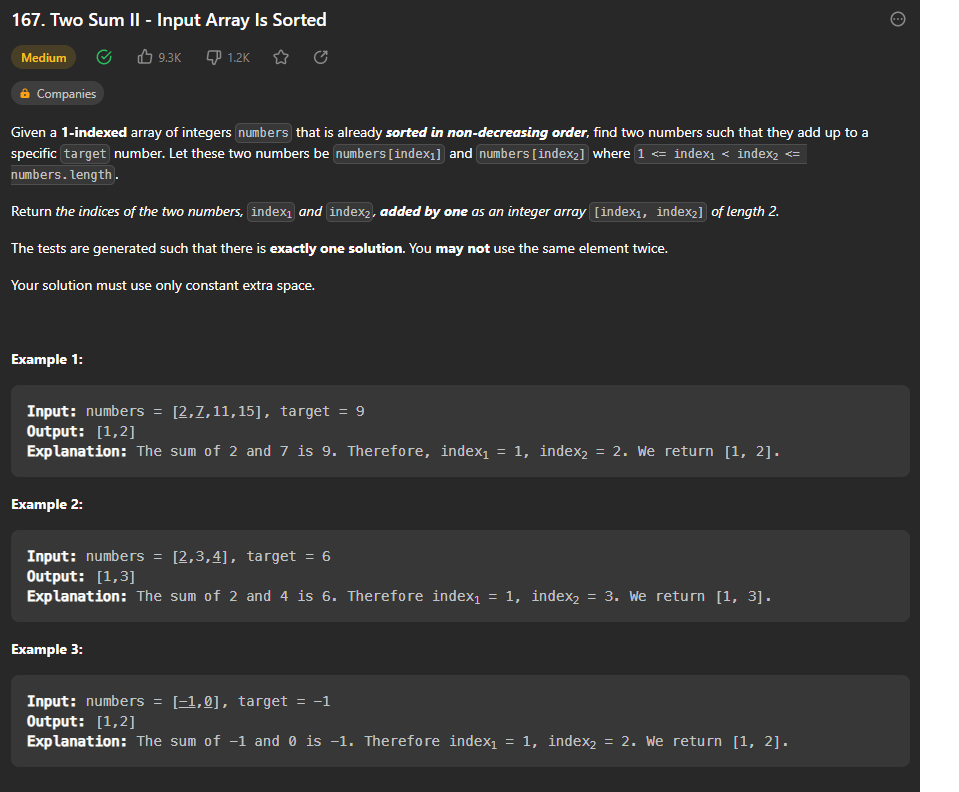 167. Two Sum II - Input Array Is Sorted
Medium 9.3K 1.2K
Companies
Given a 1-indexed array of integers numbers that is already sorted in non-decreasing order, find two numbers such that they add up to a
specific target number. Let these two numbers be numbers[index₁] and numbers[index₂] where 1 <= index₁ < index₂ <=
numbers.length.
Return the indices of the two numbers, index₁ and index₂, added by one as an integer array [index₁, index₂] of length 2.
The tests are generated such that there is exactly one solution. You may not use the same element twice.
Your solution must use only constant extra space.
Example 1:
Input: numbers = [2,7,11,15], target = 9
Output: [1,2]
Explanation: The sum of 2 and 7 is 9. Therefore, index₁ = 1, index₂ = 2. We return [1, 2].
Example 2:
Input: numbers = [2,3,4], target = 6
Output: [1,3]
Explanation: The sum of 2 and 4 is 6. Therefore index₁ = 1, index₂ = 3. We return [1, 3].
Example 3:
Input: numbers = [-1,0], target = -1
Output: [1,2]
Explanation: The sum of -1 and 0 is -1. Therefore index₁ = 1, index₂ = 2. We return [1, 2].